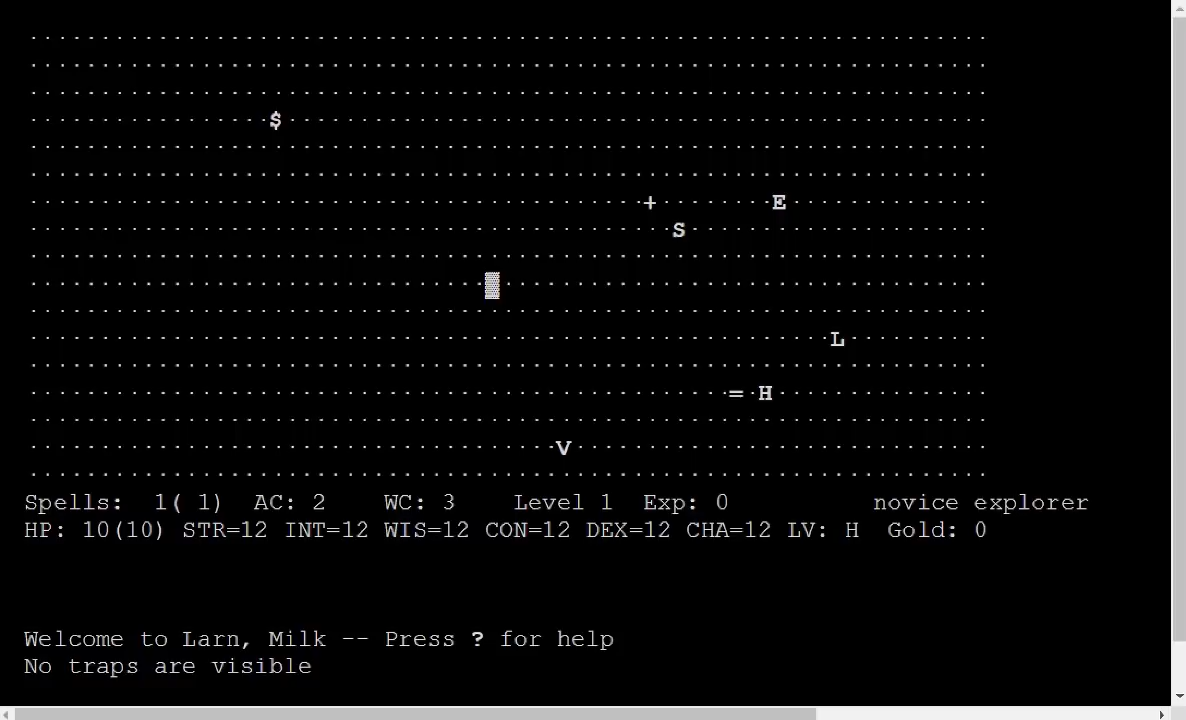 $
+ E
S
L
= H
V
Spells: 1( 1) AC: 2 WC: 3 Level 1 Exp: 0 novice explorer
HP: 10(10) STR=12 INT=12 WIS=12 CON=12 DEX=12 CHA=12 LV: H Gold: 0
Welcome to Larn, Milk -- Press ? for help
No traps are visible